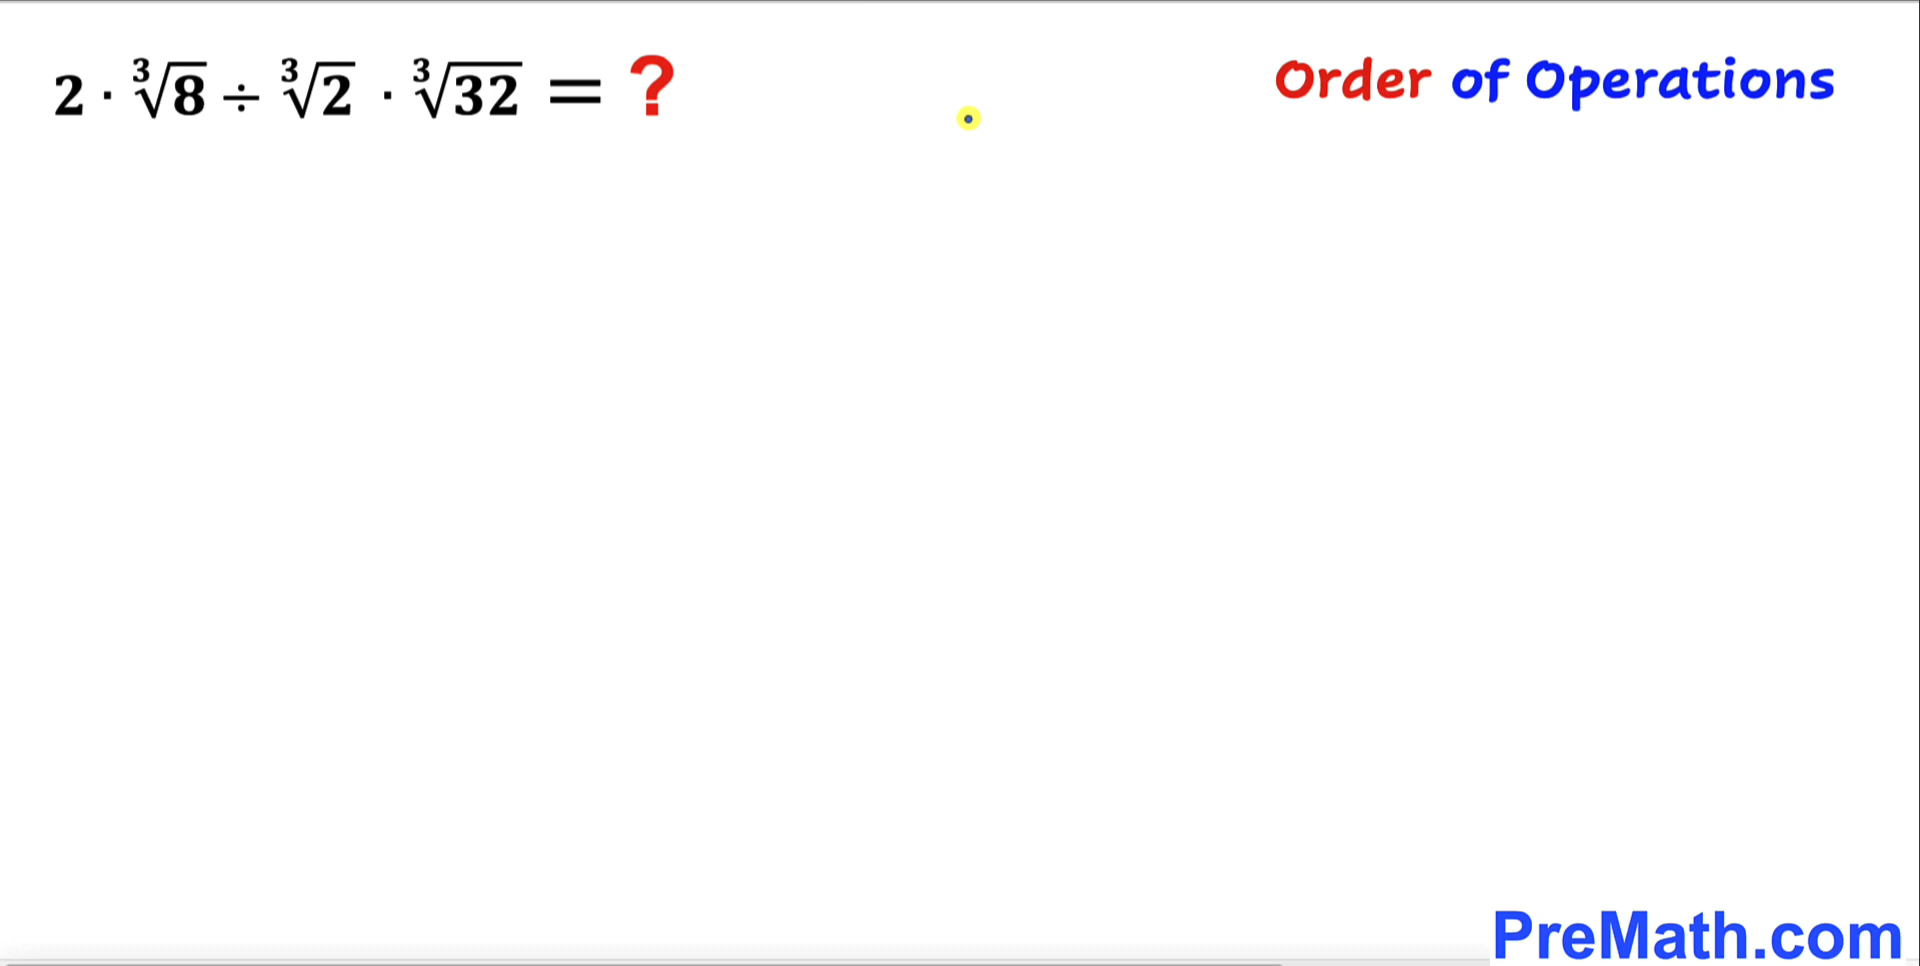 2 · ∛8 ÷ ∛2 · ∛32 = ?
Order of Operations
PreMath.com